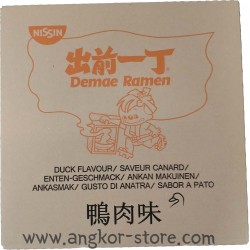 NISSIN
出前一丁
Demae Ramen
DUCK FLAVOUR/ SAVEUR CANARD/
ENTEN-GESCHMACK/ ANKAN MAKUINEN/
ANKASMAK/ GUSTO DI ANATRA/ SABOR A PATO
鴨肉味
www.angkor-store.com